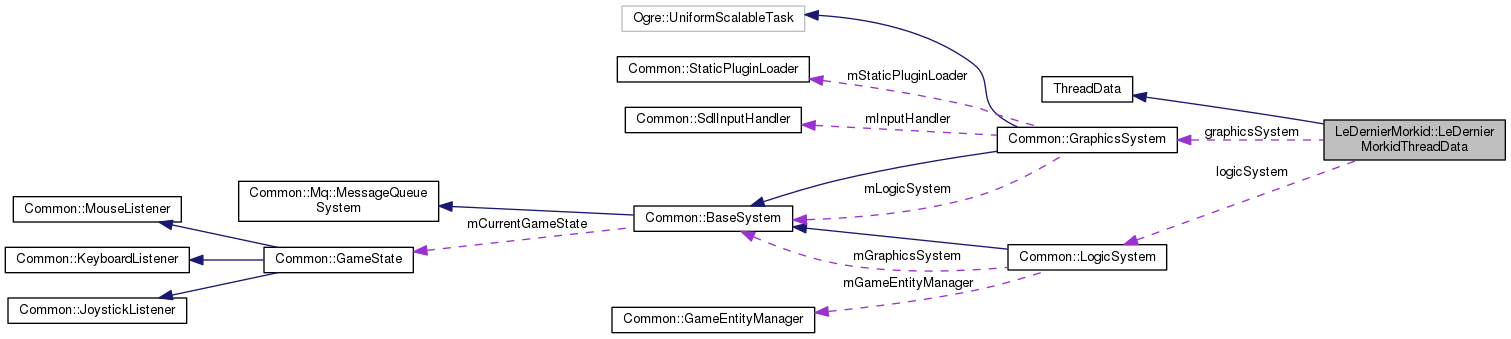 Ogre::UniformScalableTask
Common::StaticPluginLoader
mStaticPluginLoader
ThreadData
Common::SdlInputHandler
mInputHandler
Common::GraphicsSystem
graphicsSystem
LeDernierMorkid::LeDernier
MorkidThreadData
logicSystem
Common::Mq::MessageQueue
System
mLogicSystem
Common::MouseListener
mCurrentGameState
Common::BaseSystem
Common::KeyboardListener
Common::GameState
mGraphicsSystem
Common::LogicSystem
mGameEntityManager
Common::JoystickListener
Common::GameEntityManager